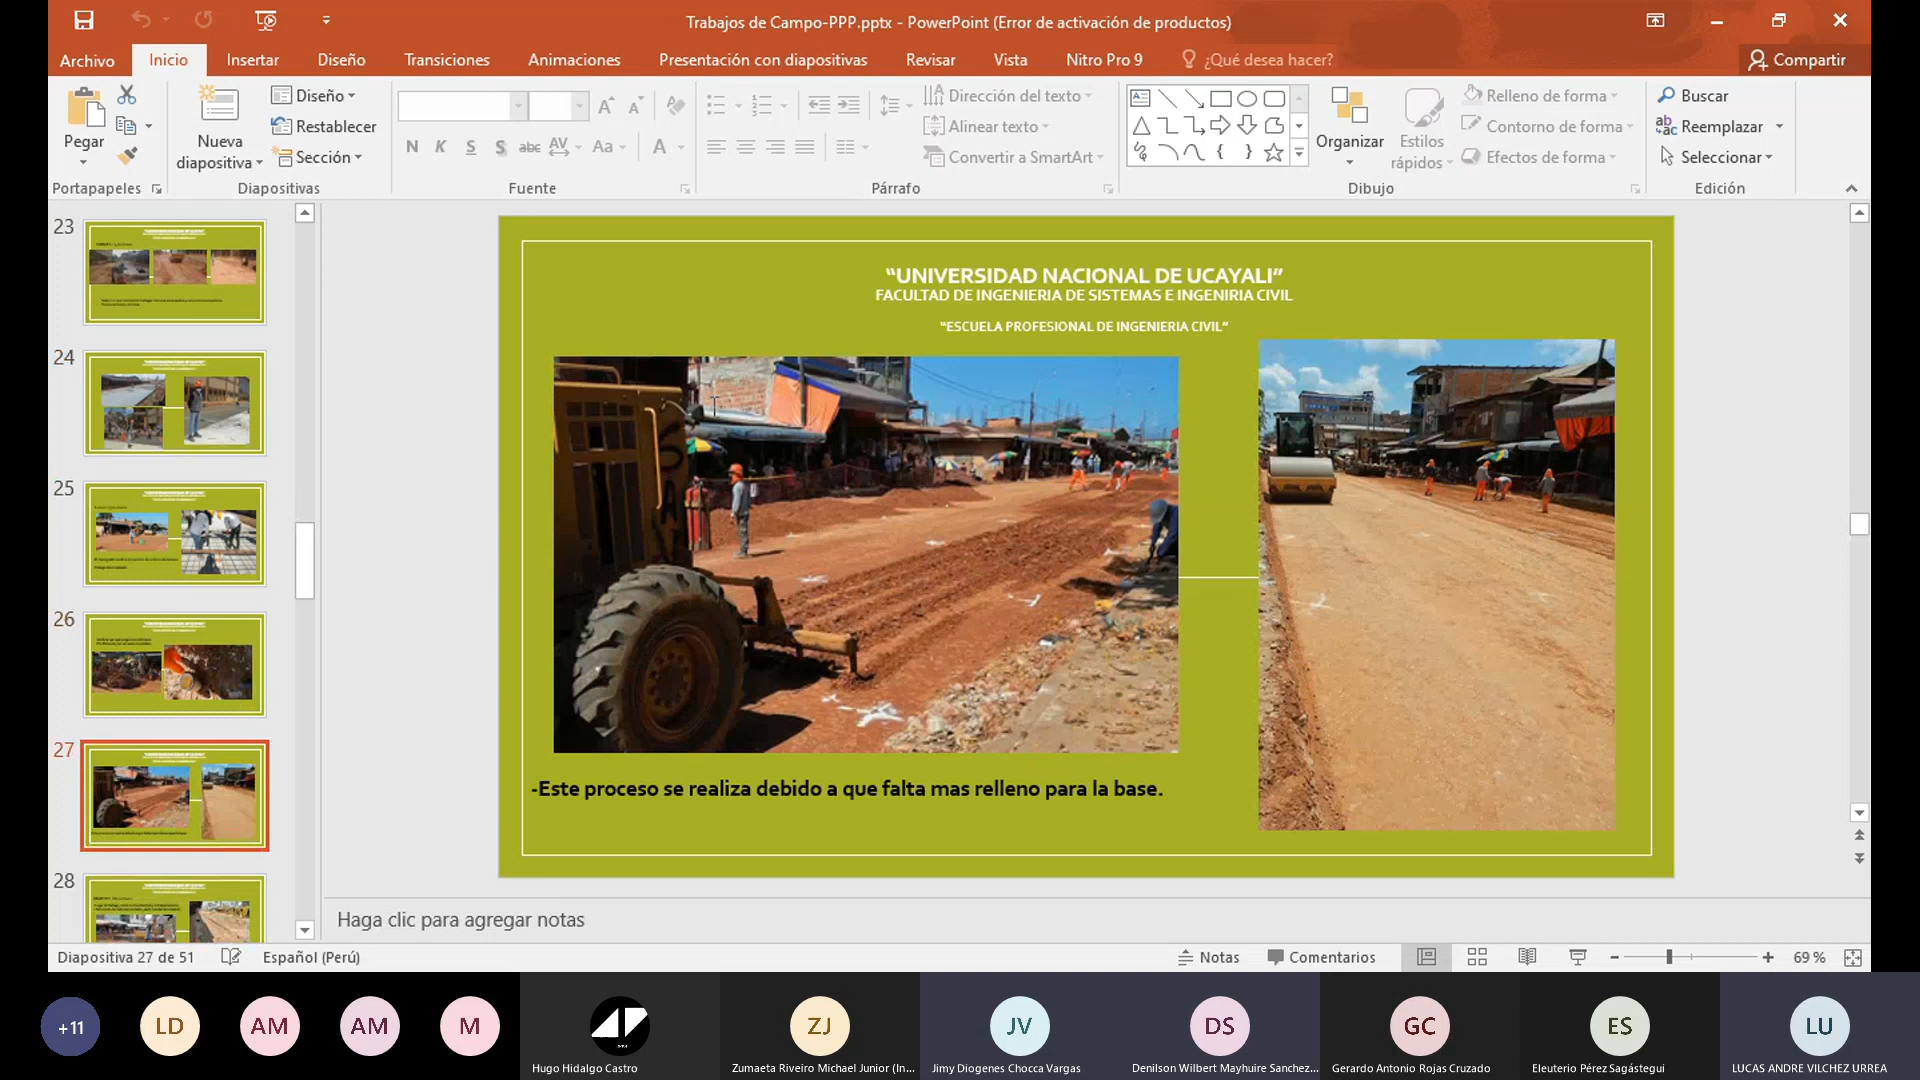 Trabajos de Campo-PPP.pptx - PowerPoint (Error de activación de productos)
Archivo
Inicio
Insertar
Diseño
Transiciones
Animaciones
Presentación con diapositivas
Revisar
Vista
Nitro Pro 9
¿Qué desea hacer?
Compartir
Pegar
Portapapeles
Nueva diapositiva
Diseño
Restablecer
Sección
Diapositivas
N K S S abc AV Aa A
Fuente
Dirección del texto
Alinear texto
Convertir a SmartArt
Párrafo
Organizar
Estilos rápidos
Relleno de forma
Contorno de forma
Efectos de forma
Dibujo
Buscar
Reemplazar
Seleccionar
Edición
23
24
25
26
27
28
“UNIVERSIDAD NACIONAL DE UCAYALI”
FACULTAD DE INGENIERIA DE SISTEMAS E INGENIRIA CIVIL
“ESCUELA PROFESIONAL DE INGENIERIA CIVIL”
-Este proceso se realiza debido a que falta mas relleno para la base.
Haga clic para agregar notas
Diapositiva 27 de 51
Español (Perú)
Notas
Comentarios
69 %
+11
LD
AM
AM
M
Hugo Hidalgo Castro
ZJ
Zumaeta Riveiro Michael Junior (In...
JV
Jimy Diogenes Chocca Vargas
DS
Denilson Wilbert Mayhuire Sanchez...
GC
Gerardo Antonio Rojas Cruzado
ES
Eleuterio Pérez Sagástegui
LU
LUCAS ANDRE VILCHEZ URREA